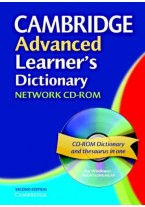 CAMBRIDGE
Advanced
Learner's
Dictionary
NETWORK CD-ROM
CD-ROM Dictionary
and thesaurus in one
SECOND EDITION
CAMBRIDGE